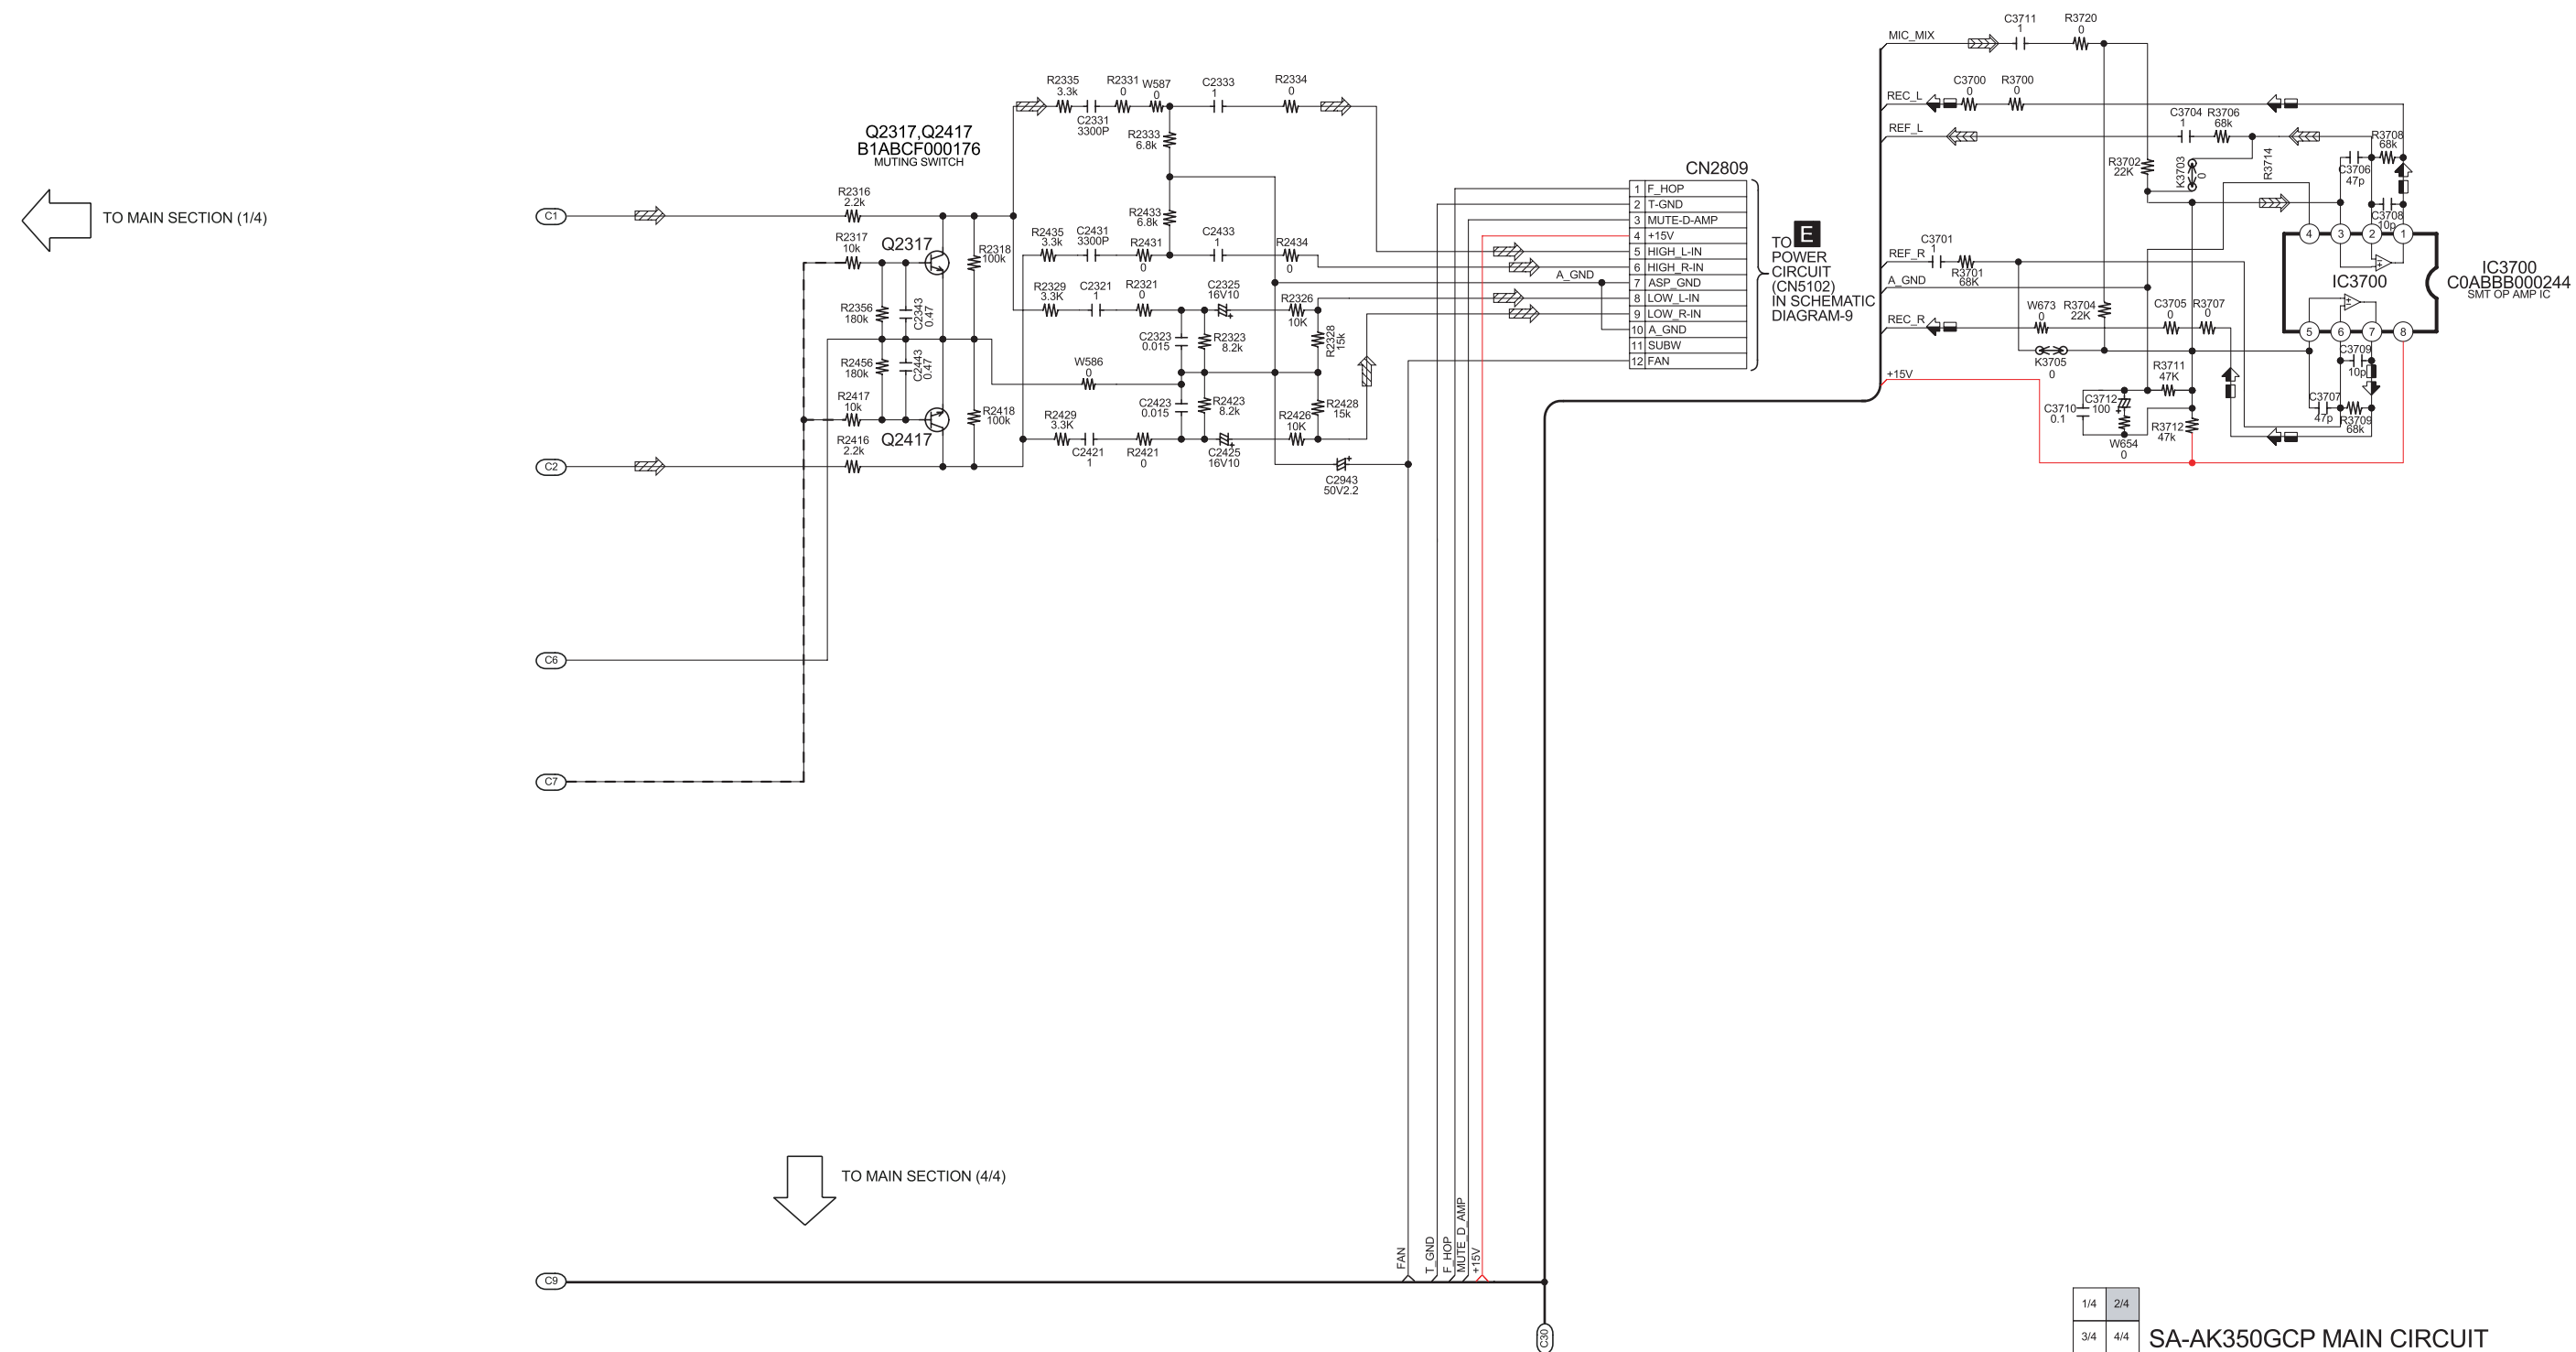 TO MAIN SECTION (1/4)
Q2317,Q2417
B1ABCF000176
MUTING SWITCH
C1
R2316
2.2k
R2317
10k
Q2317
R2318
100k
R2356
180k
C2343
0.47
R2456
180k
C2443
0.47
R2417
10k
Q2417
R2418
100k
R2416
2.2k
C2
C6
C7
C9
R2335
3.3k
C2331
3300P
R2331
0
W587
0
C2333
1
R2334
0
R2333
6.8k
R2433
6.8k
R2435
3.3k
C2431
3300P
R2431
0
C2433
1
R2434
0
R2329
3.3K
C2321
1
R2321
0
C2325
16V10
R2326
10K
C2323
0.015
R2323
8.2k
R2328
15k
W586
0
C2423
0.015
R2423
8.2k
R2428
15k
R2429
3.3K
C2421
1
R2421
0
C2425
16V10
R2426
10K
C2943
50V2.2
CN2809
1 F_HOP
2 T-GND
3 MUTE-D-AMP
4 +15V
5 HIGH_L-IN
6 HIGH_R-IN
7 ASP_GND
8 LOW_L-IN
9 LOW_R-IN
10 A_GND
11 SUBW
12 FAN
A_GND
TO E
POWER
CIRCUIT
(CN5102)
IN SCHEMATIC
DIAGRAM-9
MIC_MIX
C3711
1
R3720
0
REC_L
C3700
0
R3700
0
REF_L
C3704
1
R3706
68k
R3702
22K
K3703
0
R3714
C3706
47p
R3708
68k
C3708
10p
4
3
2
1
REF_R
C3701
1
R3701
68K
A_GND
REC_R
W673
0
R3704
22K
C3705
0
R3707
0
K3705
0
+15V
IC3700
IC3700
C0ABBB000244
SMT OP AMP IC
5
6
7
8
C3709
10p
R3711
47K
C3712
100
C3710
0.1
W654
0
R3712
47k
C3707
47p
R3709
68k
TO MAIN SECTION (4/4)
FAN
T_GND
F_HOP
MUTE_D_AMP
+15V
C30
1/4 2/4
3/4 4/4
SA-AK350GCP MAIN CIRCUIT